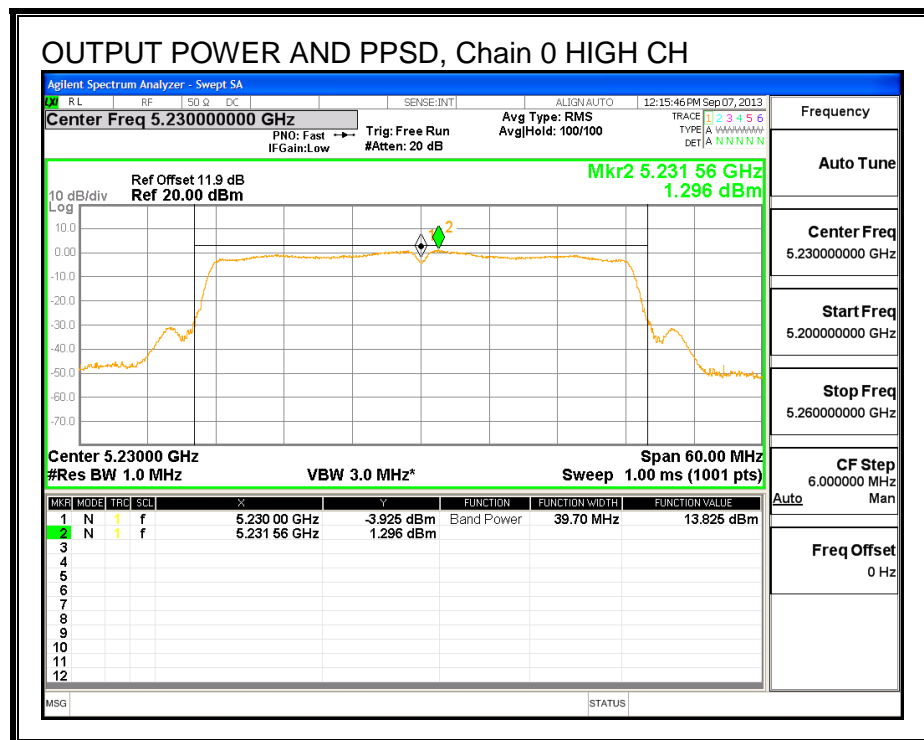 OUTPUT POWER AND PPSD, Chain 0 HIGH CH
Agilent Spectrum Analyzer - Swept SA
LXI RL RF 50 Ω DC SENSE:INT ALIGN AUTO 12:15:46 PM Sep 07, 2013
Center Freq 5.230000000 GHz
PNO: Fast
IFGain:Low
Trig: Free Run
#Atten: 20 dB
Avg Type: RMS
Avg|Hold: 100/100
TRACE 1 2 3 4 5 6
TYPE A WWWWW
DET A N N N N N
Mkr2 5.231 56 GHz
1.296 dBm
Ref Offset 11.9 dB
Ref 20.00 dBm
10 dB/div
Log
10.0
0.00
-10.0
-20.0
-30.0
-40.0
-50.0
-60.0
-70.0
1 2
Center 5.23000 GHz Span 60.00 MHz
#Res BW 1.0 MHz VBW 3.0 MHz* Sweep 1.00 ms (1001 pts)
MKR MODE TRC SCL X Y FUNCTION FUNCTION WIDTH FUNCTION VALUE
1 N 1 f 5.230 00 GHz -3.925 dBm Band Power 39.70 MHz 13.825 dBm
2 N 1 f 5.231 56 GHz 1.296 dBm
3
4
5
6
7
8
9
10
11
12
MSG STATUS
Frequency
Auto Tune
Center Freq
5.230000000 GHz
Start Freq
5.200000000 GHz
Stop Freq
5.260000000 GHz
CF Step
6.000000 MHz
Auto Man
Freq Offset
0 Hz